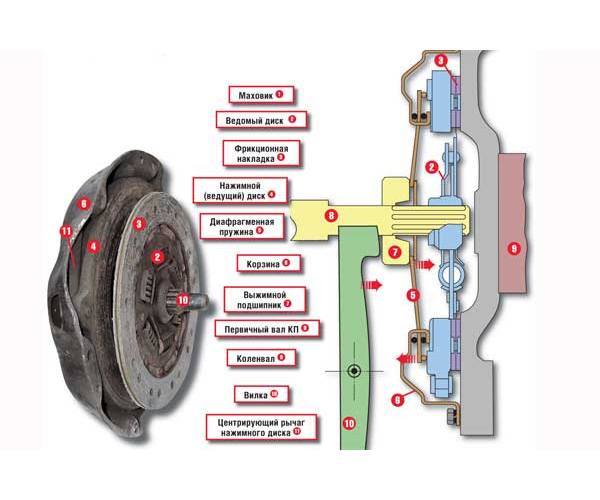 Маховик 1
Ведомый диск 2
Фрикционная
накладка 3
Нажимной
(ведущий) диск 4
Диафрагменная
пружина 5
Корзина 6
Выжимной
подшипник 7
Первичный вал КП 8
Коленвал 9
Вилка 10
Центрирующий рычаг
нажимного диска 11
6
3
4
11
2
10
3
2
8
7
9
5
6
10